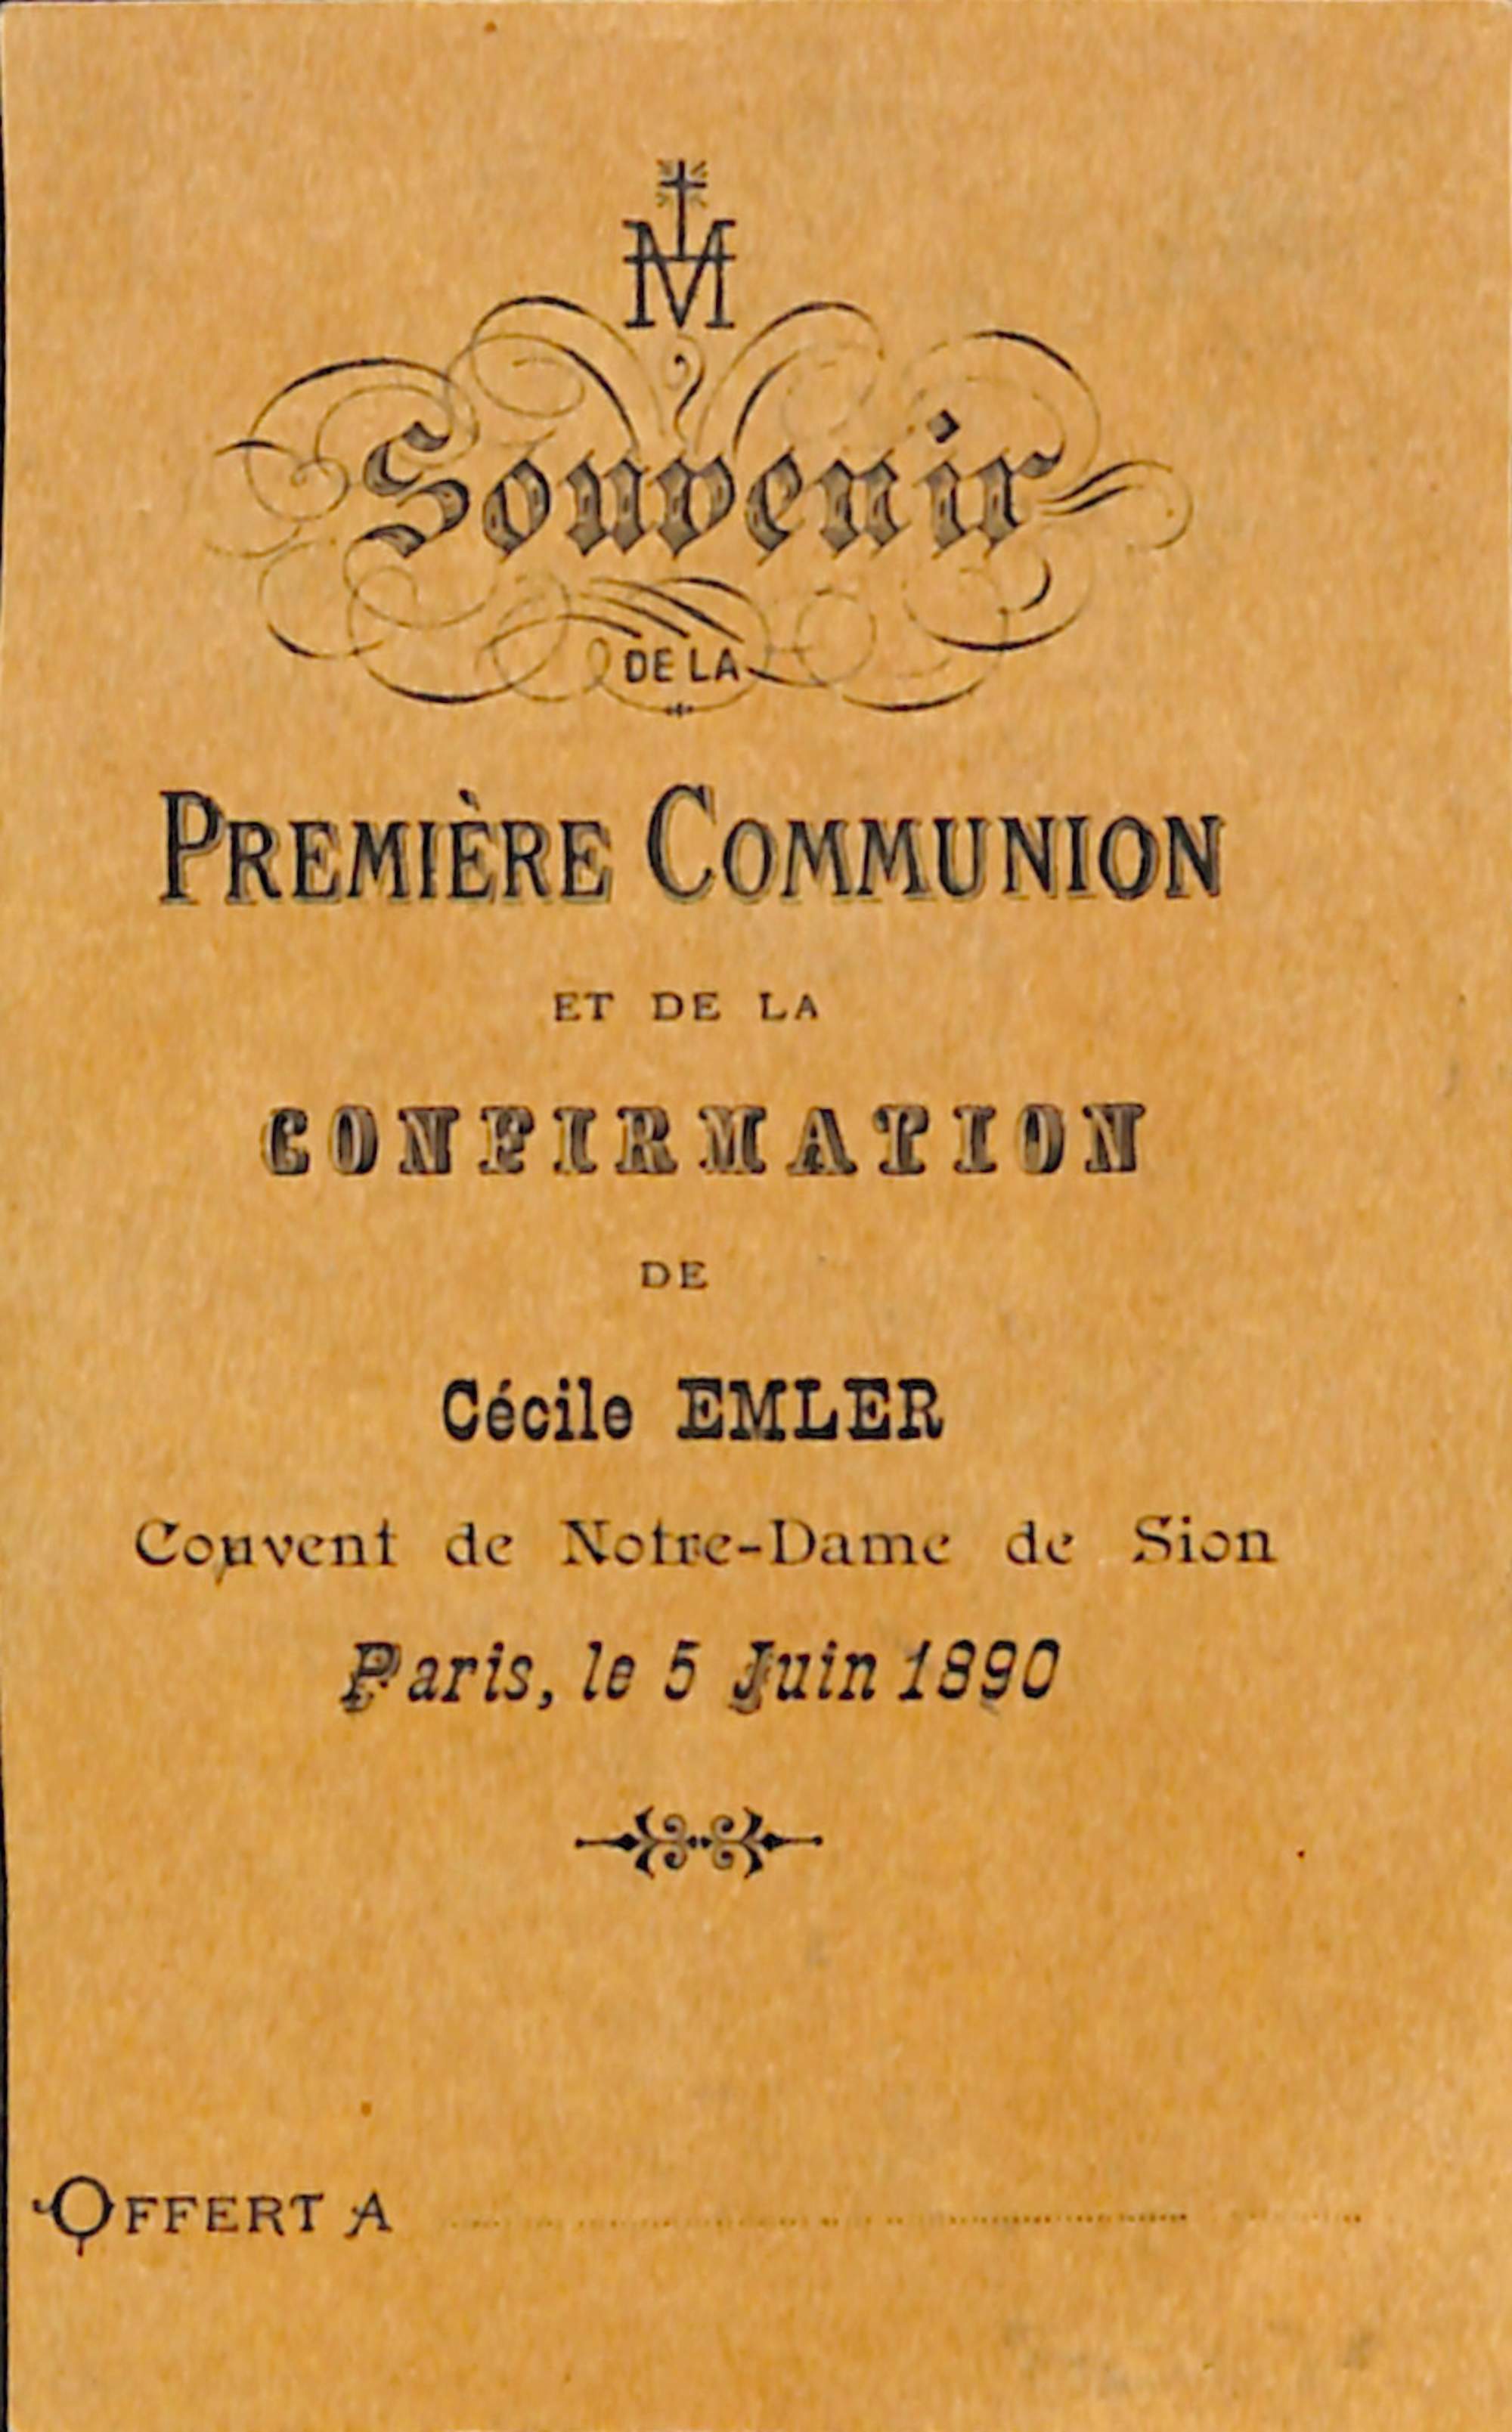 M
Souvenir
DE LA
PREMIÈRE COMMUNION
ET DE LA
CONFIRMATION
DE
Cécile EMLER
Couvent de Notre-Dame de Sion
Paris, le 5 Juin 1890
OFFERT A